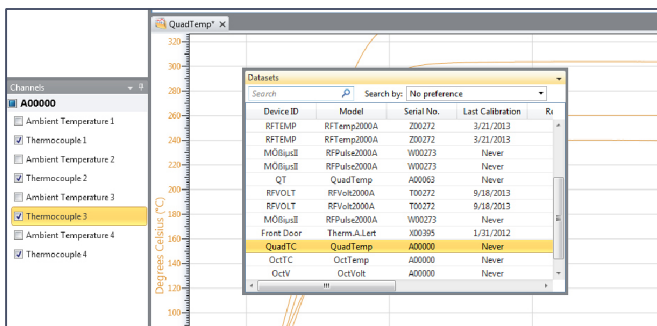 QuadTemp* ×
Channels
A00000
Ambient Temperature 1
Thermocouple 1
Ambient Temperature 2
Thermocouple 2
Ambient Temperature 3
Thermocouple 3
Ambient Temperature 4
Thermocouple 4
Degrees Celsius (°C)
320
300
280
260
240
220
200
180
160
140
120
100
Datasets
Search Search by: No preference
Device ID Model Serial No. Last Calibration Re
RFTEMP RFTemp2000A Z00272 3/21/2013
RFTEMP RFTemp2000A Z00272 3/21/2013
MÖBiµsII RFPulse2000A W00273 Never
MÖBiµsII RFPulse2000A W00273 Never
QT QuadTemp A00063 Never
RFVOLT RFVolt2000A T00272 9/18/2013
RFVOLT RFVolt2000A T00272 9/18/2013
MÖBiµsII RFPulse2000A W00273 Never
Front Door Therm.A.Lert X00395 1/31/2012
QuadTC QuadTemp A00000 Never
OctTC OctTemp A00000 Never
OctV OctVolt A00000 Never